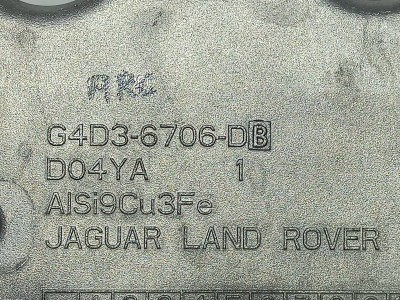 ARC
G4D3-6706-DB
D04YA 1
AlSi9Cu3Fe
JAGUAR LAND ROVER